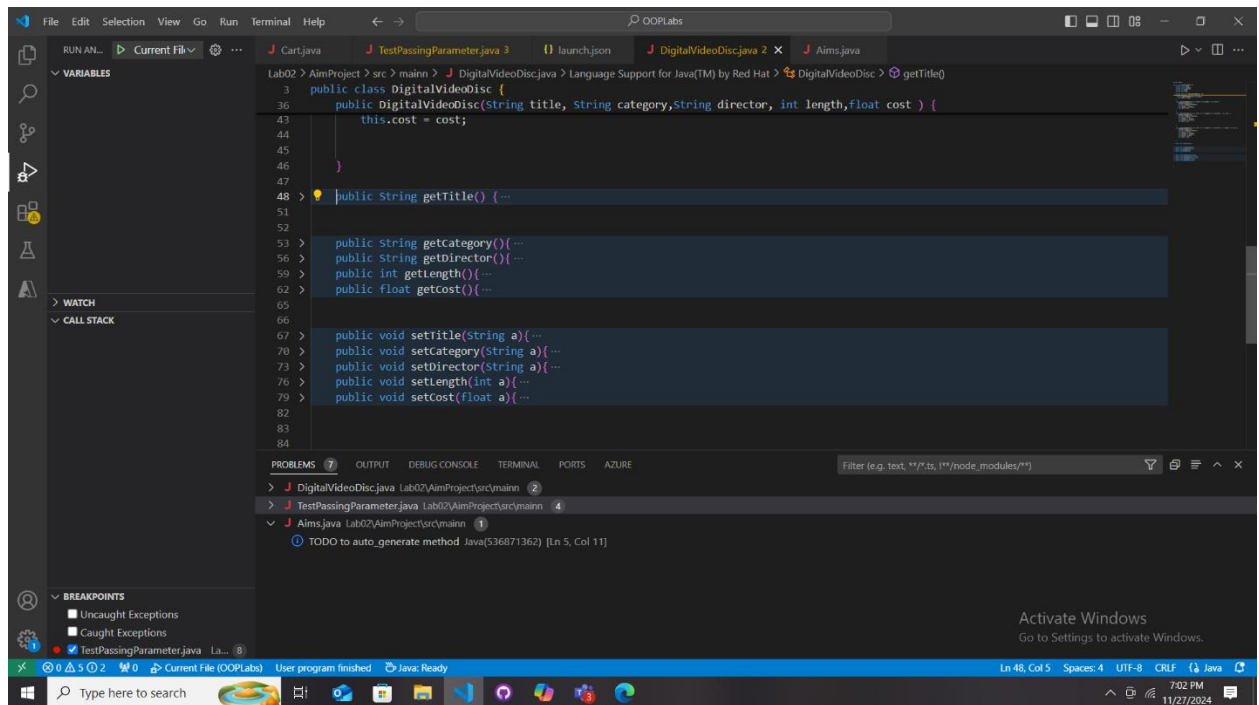 File Edit Selection View Go Run Terminal Help ← → OOPLabs
RUN AN... Current File ...
J Cart.java J TestPassingParameter.java 3 {} launch.json J DigitalVideoDisc.java 2 × J Aims.java
VARIABLES
Lab02 > AimProject > src > mainn > J DigitalVideoDisc.java > Language Support for Java(TM) by Red Hat > DigitalVideoDisc > getTitle()
3 public class DigitalVideoDisc {
36 public DigitalVideoDisc(String title, String category,String director, int length,float cost ) {
43 this.cost = cost;
44
45
46 }
47
48 > public String getTitle() { ...
51
52
53 > public String getCategory(){ ...
56 > public String getDirector(){ ...
59 > public int getLength(){ ...
62 > public float getCost(){ ...
65
66
67 > public void setTitle(String a){ ...
70 > public void setCategory(String a){ ...
73 > public void setDirector(String a){ ...
76 > public void setLength(int a){ ...
79 > public void setCost(float a){ ...
82
83
84
> WATCH
CALL STACK
PROBLEMS 7 OUTPUT DEBUG CONSOLE TERMINAL PORTS AZURE Filter (e.g. text, **/*.ts, !**/node_modules/**)
> J DigitalVideoDisc.java Lab02\AimProject\src\mainn 2
> J TestPassingParameter.java Lab02\AimProject\src\mainn 4
J Aims.java Lab02\AimProject\src\mainn 1
TODO to auto_generate method Java(536871362) [Ln 5, Col 11]
BREAKPOINTS
Uncaught Exceptions
Caught Exceptions
TestPassingParameter.java La... 8
Activate Windows
Go to Settings to activate Windows.
0 5 2 0 Current File (OOPLabs) User program finished Java: Ready Ln 48, Col 5 Spaces: 4 UTF-8 CRLF {} Java
Type here to search
7:02 PM
11/27/2024